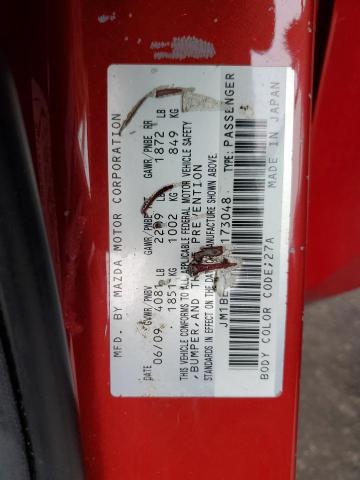 MFD. BY MAZDA MOTOR CORPORATION
DATE GVWR/PNBV GAWR/PNBE GAWR/PNBE RR
06/09 4081 LB 2209 LB 1872 LB
1851 KG 1002 KG 849 KG
THIS VEHICLE CONFORMS TO ALL APPLICABLE FEDERAL MOTOR VEHICLE SAFETY
, BUMPER, AND PREVENTION
STANDARDS IN EFFECT ON THE DATE MANUFACTURE SHOWN ABOVE.
JM1B 173048 TYPE: PASSENGER
BODY COLOR CODE:27A MADE IN JAPAN